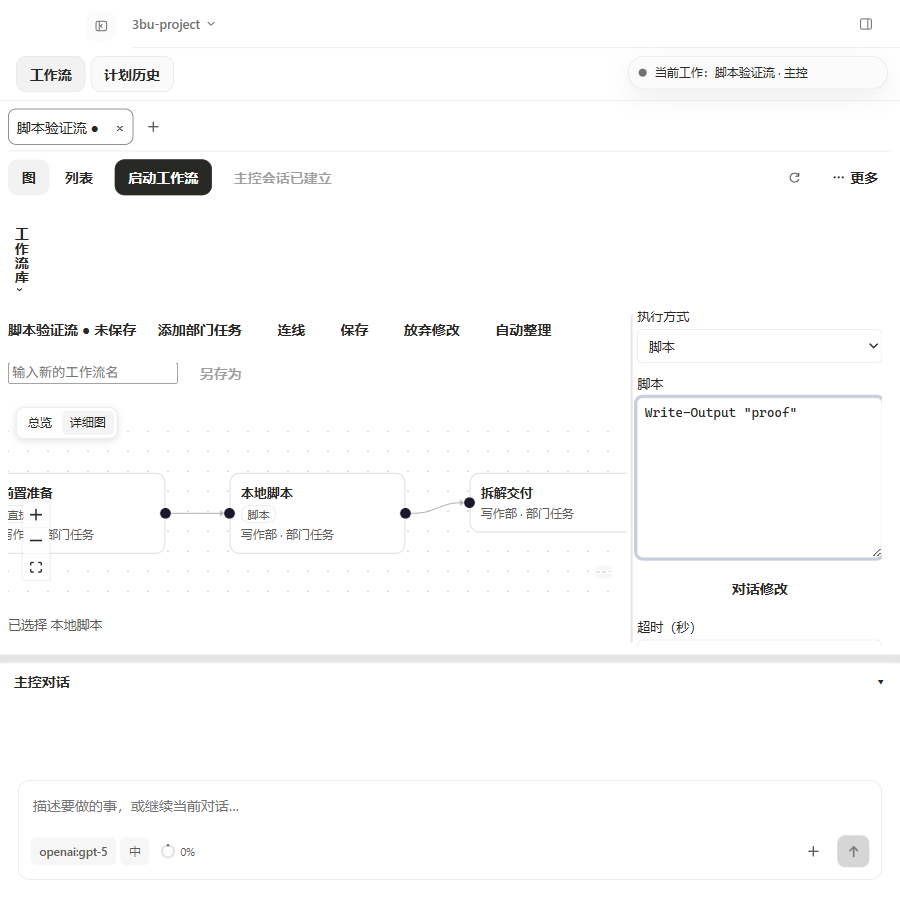 3bu-project
工作流 计划历史
当前工作：脚本验证流 · 主控
脚本验证流 ● × +
图 列表 启动工作流 主控会话已建立
··· 更多
工作流库
脚本验证流 ● 未保存 添加部门任务 连线 保存 放弃修改 自动整理
输入新的工作流名 另存为
总览 详细图
前置准备
写作部 · 部门任务
本地脚本
脚本
写作部 · 部门任务
拆解交付
写作部 · 部门任务
已选择 本地脚本
执行方式
脚本
脚本
Write-Output "proof"
对话修改
超时（秒）
主控对话
描述要做的事，或继续当前对话...
openai:gpt-5 中 0%